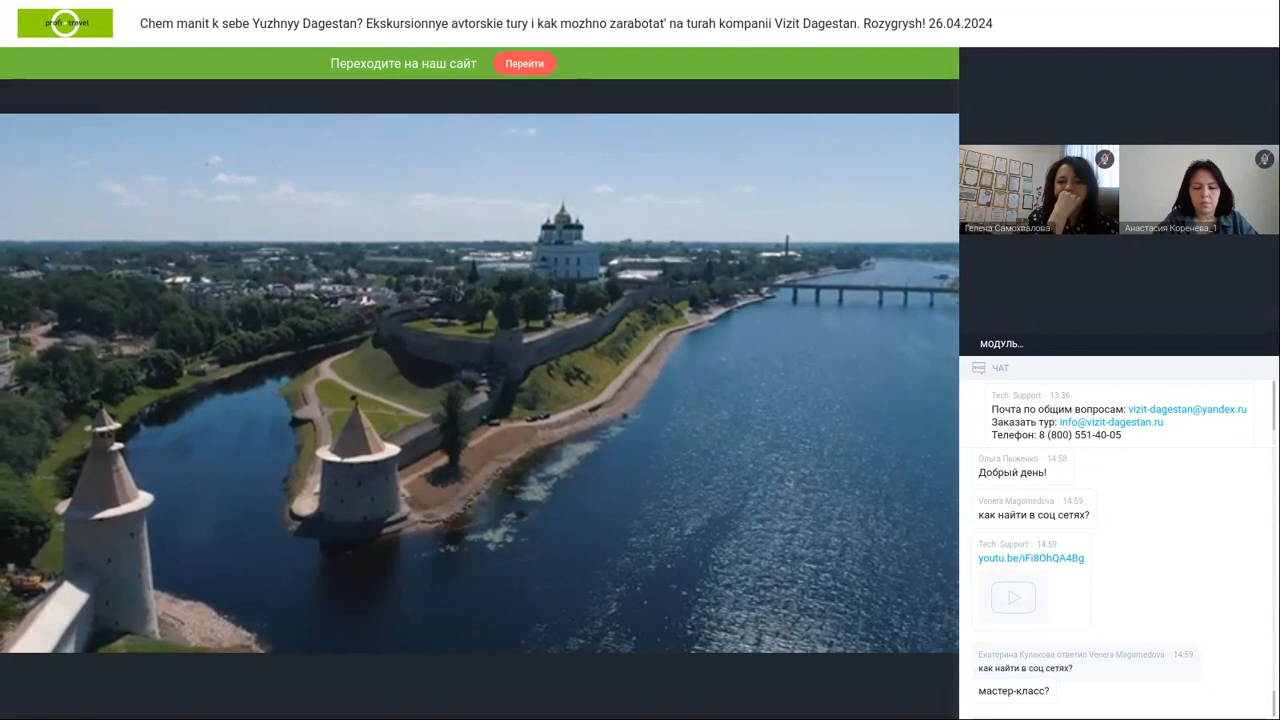 profi travel
Chem manit k sebe Yuzhnyy Dagestan? Ekskursionnye avtorskie tury i kak mozhno zarabotat' na turah kompanii Vizit Dagestan. Rozygrysh! 26.04.2024
Переходите на наш сайт
Перейти
Гелена Самохвалова
Анастасия Коренева_1
МОДУЛЬ...
ЧАТ
Tech. Support · 13:36
Почта по общим вопросам: vizit-dagestan@yandex.ru
Заказать тур: info@vizit-dagestan.ru
Телефон: 8 (800) 551-40-05
Ольга Пыженко · 14:58
Добрый день!
Venera Magomedova · 14:59
как найти в соц сетях?
Tech. Support · 14:59
youtu.be/iFi8OhQA4Bg
Екатерина Кулакова ответил Venera Magomedova · 14:59
как найти в соц сетях?
мастер-класс?